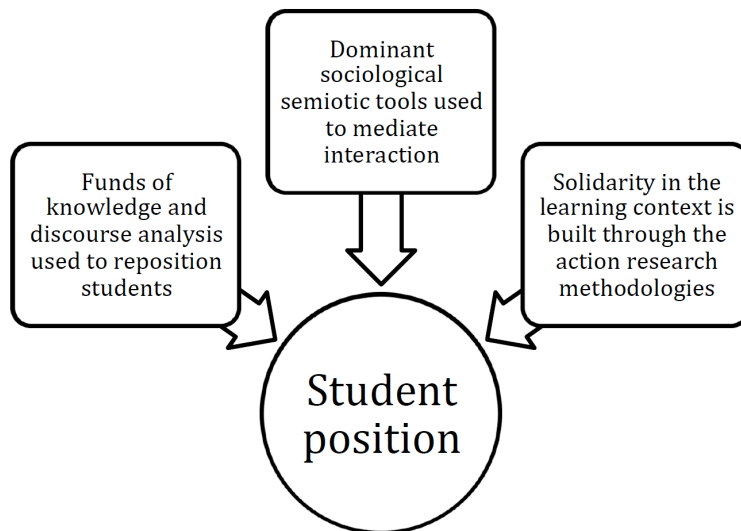 Dominant
sociological
semiotic tools used
to mediate
interaction
Funds of
knowledge and
discourse analysis
used to reposition
students
Solidarity in the
learning context is
built through the
action research
methodologies
Student
position